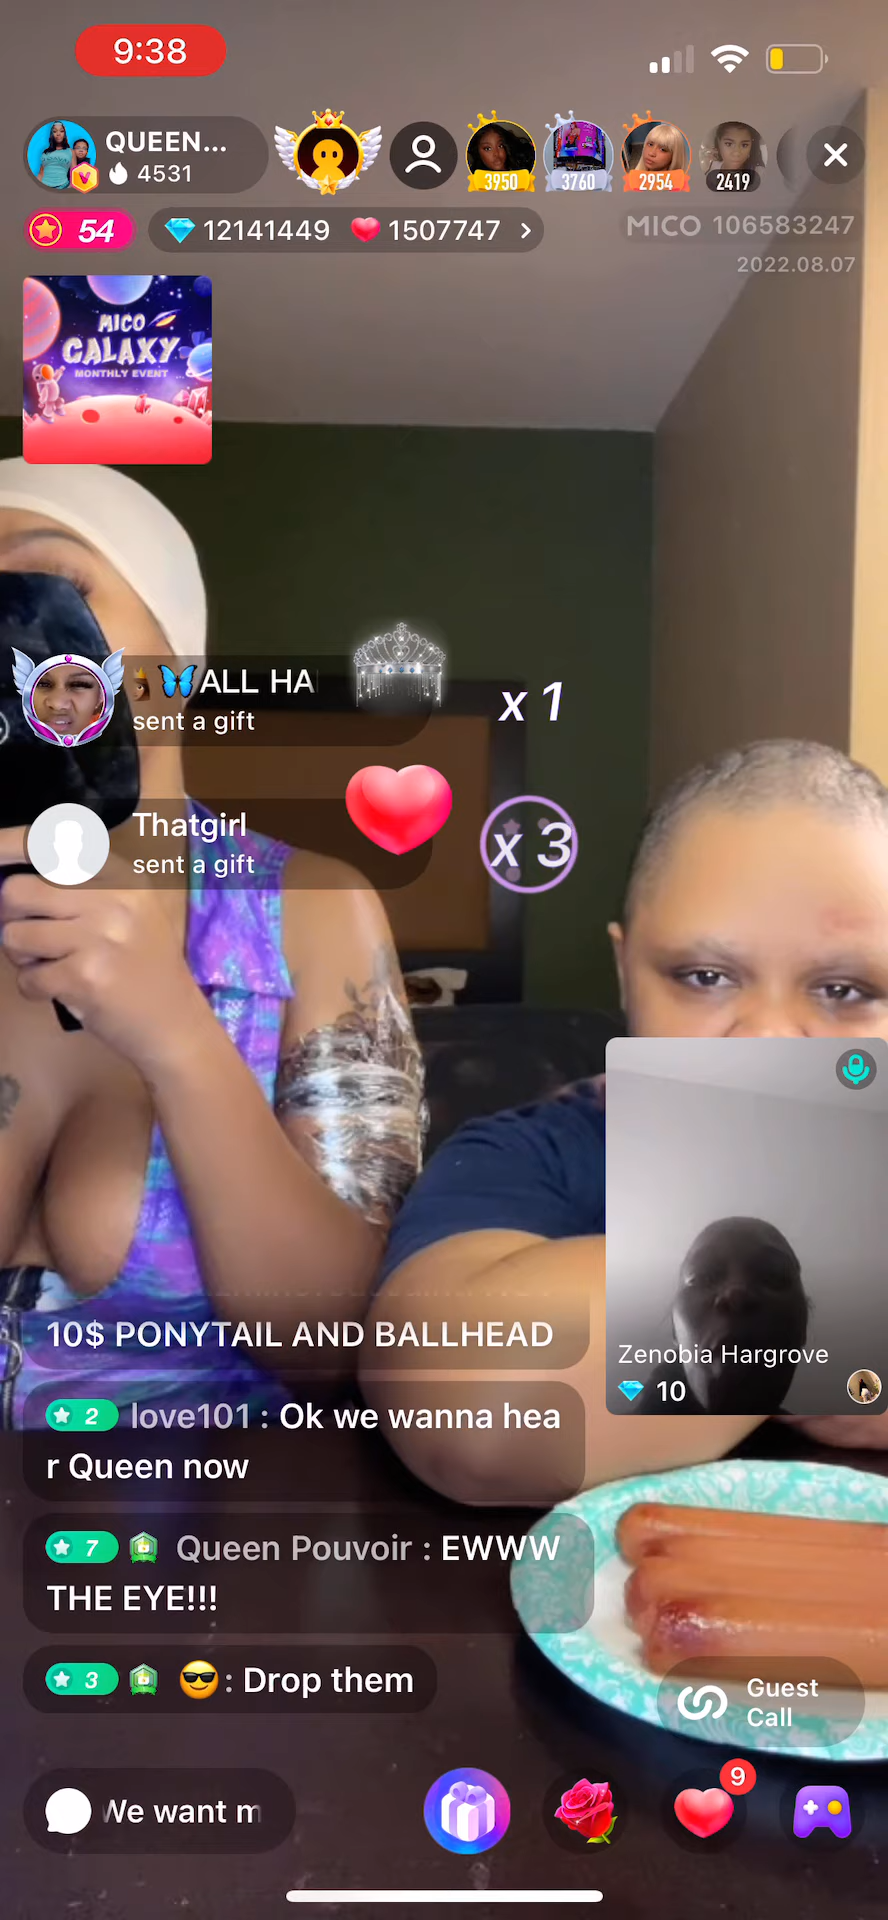 9:38
QUEEN...
4531
3950
3760
2954
2419
54
12141449
1507747
MICO 106583247
2022.08.07
MICO
GALAXY
MONTHLY EVENT
ALL HA
sent a gift
x 1
Thatgirl
sent a gift
x 3
Zenobia Hargrove
10
10$ PONYTAIL AND BALLHEAD
2 love101 : Ok we wanna hea
r Queen now
7 Queen Pouvoir : EWWW
THE EYE!!!
3 : Drop them
Guest
Call
We want m
9